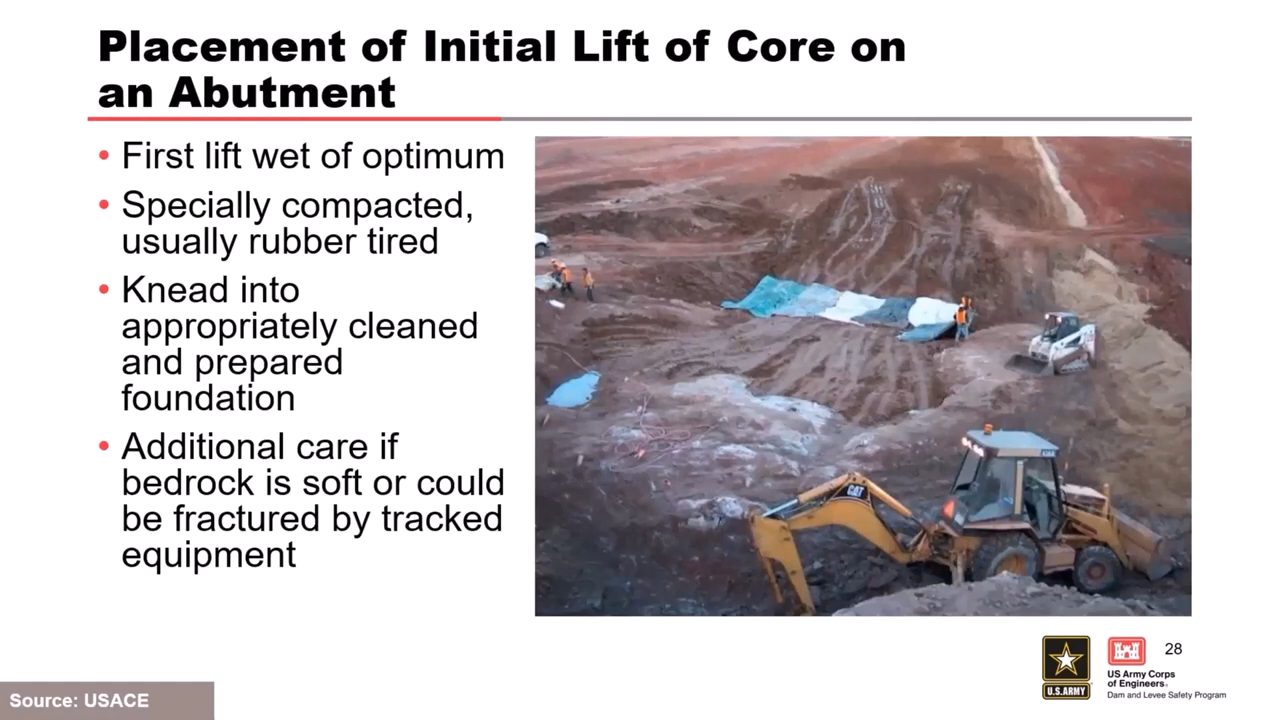 Placement of Initial Lift of Core on
an Abutment
• First lift wet of optimum
• Specially compacted,
usually rubber tired
• Knead into
appropriately cleaned
and prepared
foundation
• Additional care if
bedrock is soft or could
be fractured by tracked
equipment
CAT
28
U.S.ARMY
US Army Corps
of Engineers®
Dam and Levee Safety Program
Source: USACE